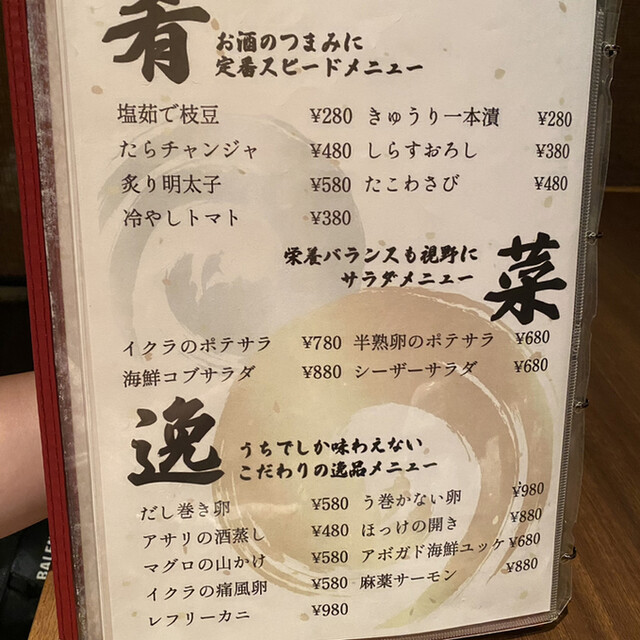 肴
お酒のつまみに
定番スピードメニュー
塩茹で枝豆 ¥280 きゅうり一本漬 ¥280
たらチャンジャ ¥480 しらすおろし ¥380
炙り明太子 ¥580 たこわさび ¥480
冷やしトマト ¥380
栄養バランスも視野に
サラダメニュー
菜
イクラのポテサラ ¥780 半熟卵のポテサラ ¥680
海鮮コブサラダ ¥880 シーザーサラダ ¥680
逸
うちでしか味わえない
こだわりの逸品メニュー
だし巻き卵 ¥580 う巻かない卵 ¥980
アサリの酒蒸し ¥480 ほっけの開き ¥880
マグロの山かけ ¥580 アボガド海鮮ユッケ ¥680
イクラの痛風卵 ¥580 麻薬サーモン ¥880
レフリーカニ ¥980